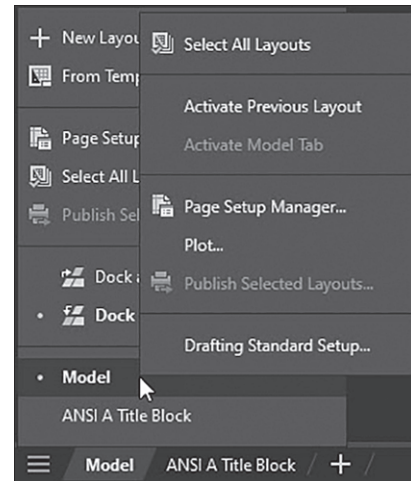 New Layou
From Temp
Page Setup
Select All L
Publish Sel
Dock a
Dock
Model
ANSI A Title Block
Select All Layouts
Activate Previous Layout
Activate Model Tab
Page Setup Manager...
Plot...
Publish Selected Layouts...
Drafting Standard Setup...
Model ANSI A Title Block